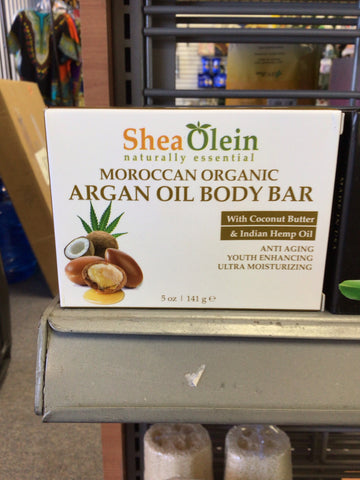 SheaOlein
naturally essential
MOROCCAN ORGANIC
ARGAN OIL BODY BAR
With Coconut Butter
& Indian Hemp Oil
ANTI AGING
YOUTH ENHANCING
ULTRA MOISTURIZING
5 oz | 141 g e